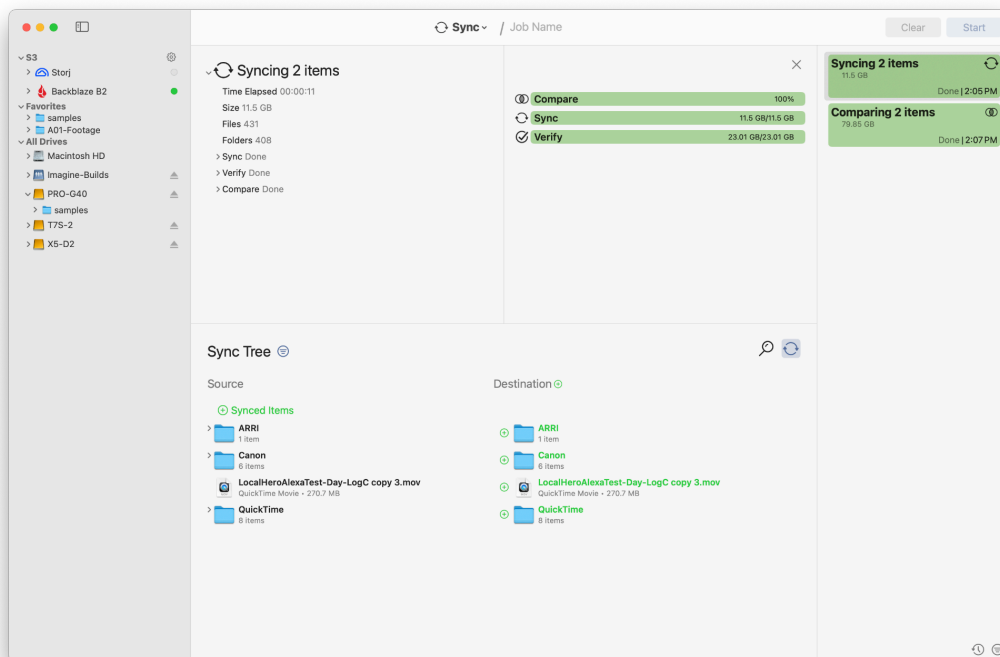 Sync
/ Job Name
Clear
Start
S3
Storj
Backblaze B2
Favorites
samples
A01-Footage
All Drives
Macintosh HD
Imagine-Builds
PRO-G40
samples
T7S-2
X5-D2
Syncing 2 items
Time Elapsed 00:00:11
Size 11.5 GB
Files 431
Folders 408
Sync Done
Verify Done
Compare Done
Compare 100%
Sync 11.5 GB/11.5 GB
Verify 23.01 GB/23.01 GB
Syncing 2 items
11.5 GB
Done | 2:05 PM
Comparing 2 items
79.85 GB
Done | 2:07 PM
Sync Tree
Source
Destination
Synced Items
ARRI
1 item
Canon
6 items
LocalHeroAlexaTest-Day-LogC copy 3.mov
QuickTime Movie • 270.7 MB
QuickTime
8 items
ARRI
1 item
Canon
6 items
LocalHeroAlexaTest-Day-LogC copy 3.mov
QuickTime Movie • 270.7 MB
QuickTime
8 items